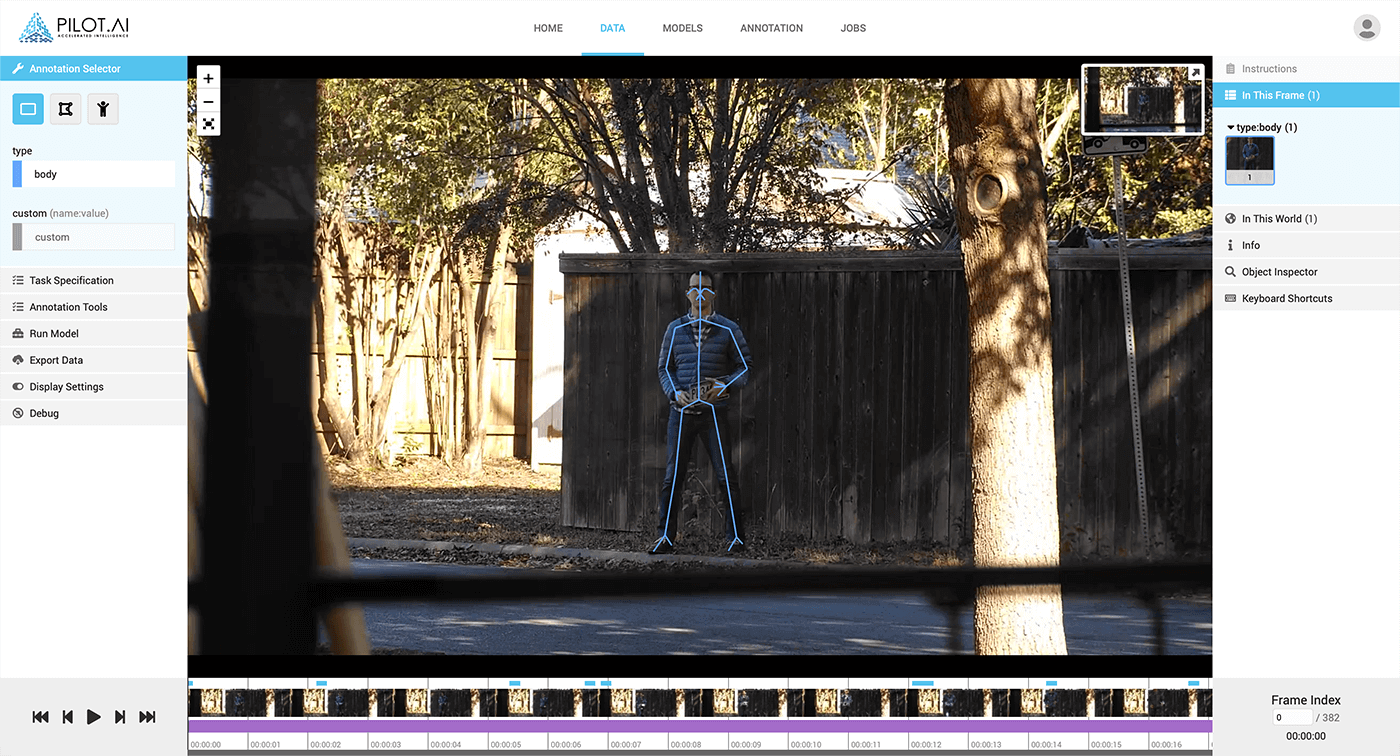 PILOT.AI
ACCELERATED INTELLIGENCE
HOME
DATA
MODELS
ANNOTATION
JOBS
Annotation Selector
type
body
custom (name:value)
custom
Task Specification
Annotation Tools
Run Model
Export Data
Display Settings
Debug
+
−
Instructions
In This Frame (1)
type:body (1)
1
In This World (1)
Info
Object Inspector
Keyboard Shortcuts
00:00:00
00:00:01
00:00:02
00:00:03
00:00:04
00:00:05
00:00:06
00:00:07
00:00:08
00:00:09
00:00:10
00:00:11
00:00:12
00:00:13
00:00:14
00:00:15
00:00:16
Frame Index
0 / 382
00:00:00